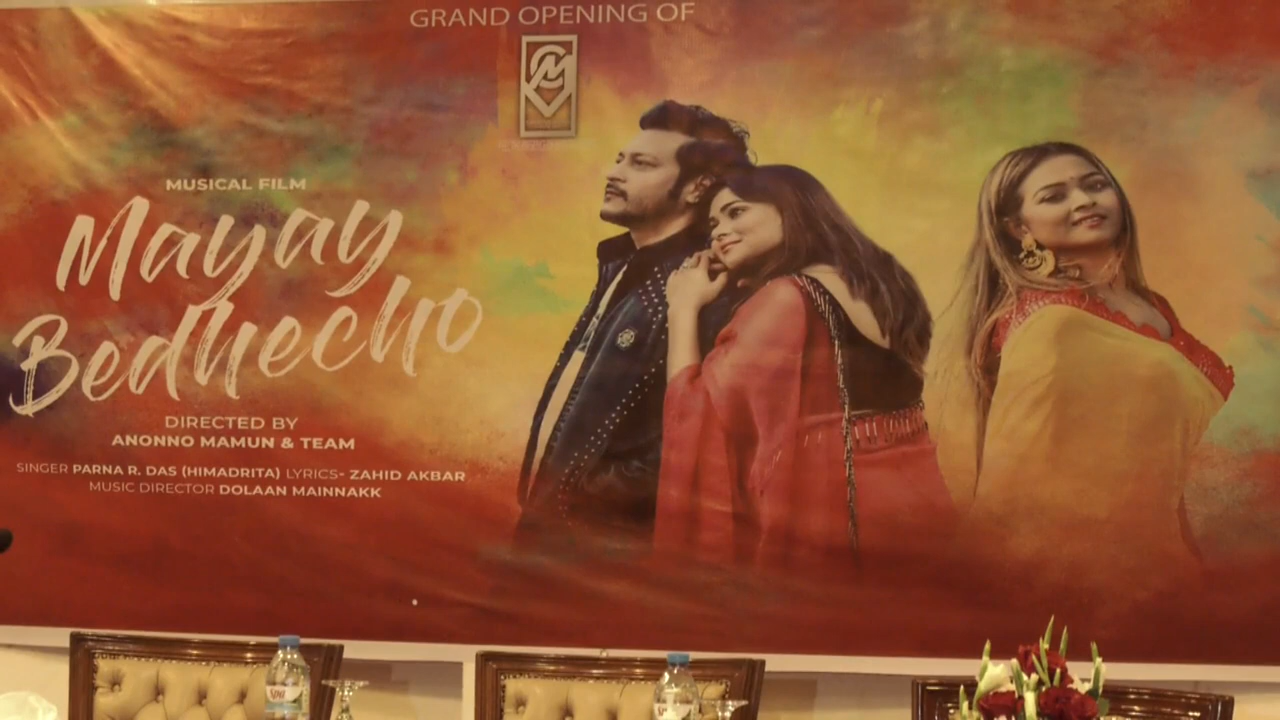 GRAND OPENING OF
MUSICAL FILM
Mayay
Bedhecho
DIRECTED BY
ANONNO MAMUN & TEAM
SINGER PARNA R. DAS (HIMADRITA) LYRICS- ZAHID AKBAR
MUSIC DIRECTOR DOLAAN MAINNAKK
Spa